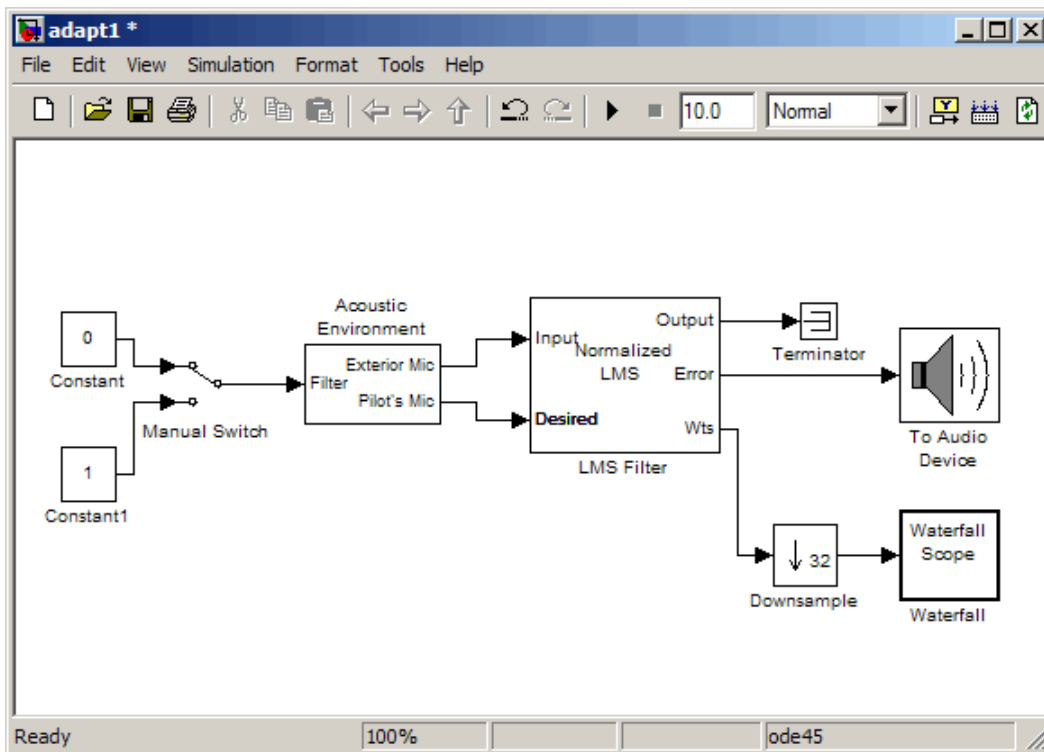 adapt1 *
File Edit View Simulation Format Tools Help
10.0 Normal
Acoustic
Environment
0
Constant
Manual Switch
1
Constant1
Filter
Exterior Mic
Pilot's Mic
Input
Desired
Normalized
LMS
Output
Error
Wts
LMS Filter
Terminator
To Audio
Device
32
Downsample
Waterfall
Scope
Waterfall
Ready 100% ode45